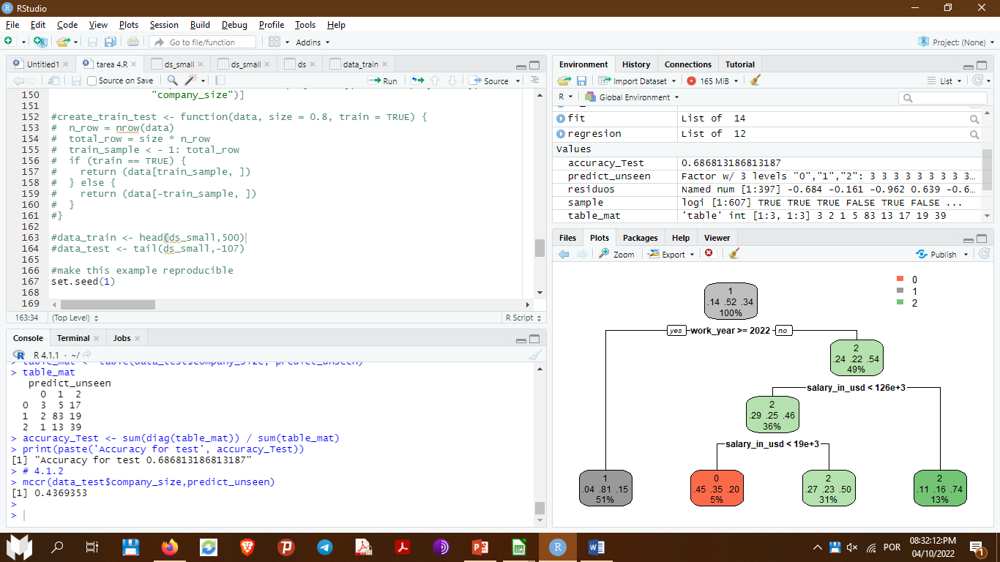 RStudio
File Edit Code View Plots Session Build Debug Profile Tools Help
Go to file/function Addins Project: (None)
Untitled1 tarea 4.R ds_small ds_small ds data_train
Source on Save Run Source
150 "company_size")]
151
152 #create_train_test <- function(data, size = 0.8, train = TRUE) {
153 # n_row = nrow(data)
154 # total_row = size * n_row
155 # train_sample < - 1: total_row
156 # if (train == TRUE) {
157 # return (data[train_sample, ])
158 # } else {
159 # return (data[-train_sample, ])
160 # }
161 #}
162
163 #data_train <- head(ds_small,500)
164 #data_test <- tail(ds_small,-107)
165
166 #make this example reproducible
167 set.seed(1)
168
169
163:34 (Top Level) R Script
Console Terminal Jobs
R 4.1.1 · ~/
> table_mat <- table(data_test$company_size, predict_unseen)
> table_mat
predict_unseen
0 1 2
0 3 5 17
1 2 83 19
2 1 13 39
> accuracy_Test <- sum(diag(table_mat)) / sum(table_mat)
> print(paste('Accuracy for test', accuracy_Test))
[1] "Accuracy for test 0.686813186813187"
> # 4.1.2
> mccr(data_test$company_size,predict_unseen)
[1] 0.4369353
>
>
Environment History Connections Tutorial
Import Dataset 165 MiB List
R Global Environment
fit List of 14
regresion List of 12
Values
accuracy_Test 0.686813186813187
predict_unseen Factor w/ 3 levels "0","1","2": 3 3 3 3 3 3 3 3 3…
residuos Named num [1:397] -0.684 -0.161 -0.962 0.639 -0.6…
sample logi [1:607] TRUE TRUE TRUE FALSE TRUE FALSE ...
table_mat 'table' int [1:3, 1:3] 3 2 1 5 83 13 17 19 39
Files Plots Packages Help Viewer
Zoom Export Publish
0
1
2
1
.14 .52 .34
100%
yes work_year >= 2022 no
2
.24 .22 .54
49%
salary_in_usd < 126e+3
2
.29 .25 .46
36%
salary_in_usd < 19e+3
1
.04 .81 .15
51%
0
.45 .35 .20
5%
2
.27 .23 .50
31%
2
.11 .16 .74
13%
POR
08:32:12PM
04/10/2022
1